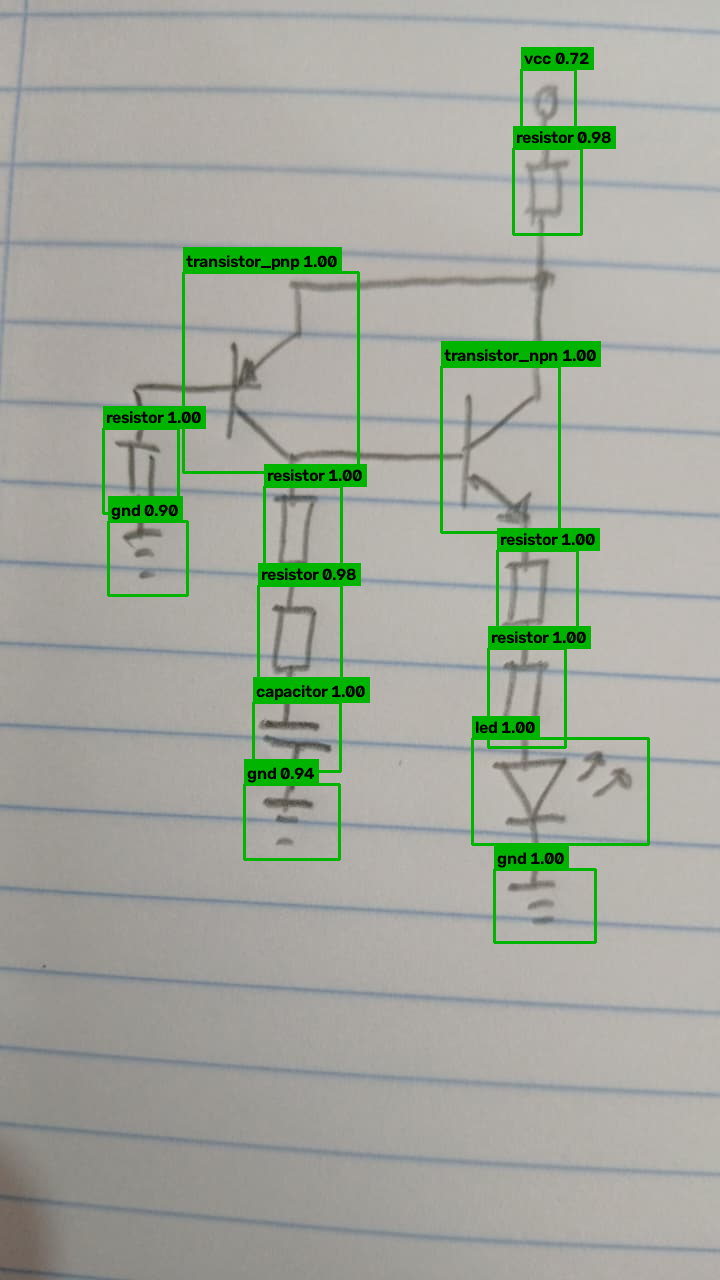 vcc 0.72
resistor 0.98
transistor_pnp 1.00
transistor_npn 1.00
resistor 1.00
resistor 1.00
gnd 0.90
resistor 1.00
resistor 0.98
resistor 1.00
capacitor 1.00
led 1.00
gnd 0.94
gnd 1.00